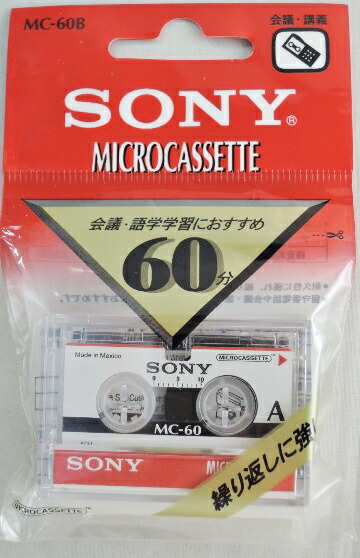 MC-60B
会議・講義
SONY®
MICROCASSETTE
会議・語学学習におすすめ
60分
Made in Mexico
SONY
MICROCASSETTE™
0 5 10
A
MC-60
繰り返しに強い
SONY
MICROCASSETTE™